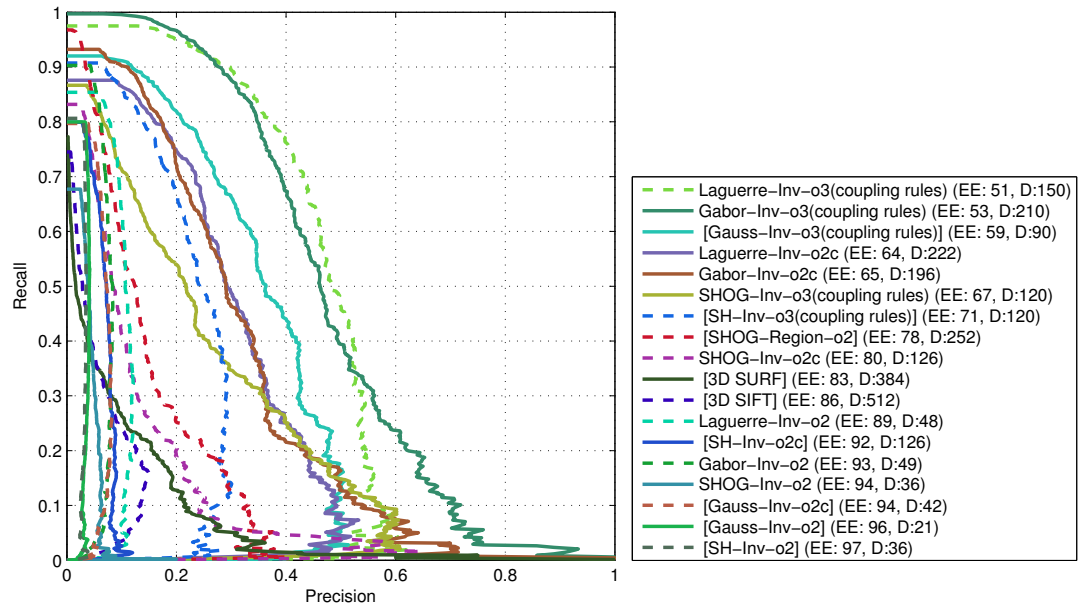 1
0.9
0.8
0.7
0.6
0.5
0.4
0.3
0.2
0.1
0
Recall
0 0.2 0.4 0.6 0.8 1
Precision
Laguerre−Inv−o3(coupling rules) (EE: 51, D:150)
Gabor−Inv−o3(coupling rules) (EE: 53, D:210)
[Gauss−Inv−o3(coupling rules)] (EE: 59, D:90)
Laguerre−Inv−o2c (EE: 64, D:222)
Gabor−Inv−o2c (EE: 65, D:196)
SHOG−Inv−o3(coupling rules) (EE: 67, D:120)
[SH−Inv−o3(coupling rules)] (EE: 71, D:120)
[SHOG−Region−o2] (EE: 78, D:252)
SHOG−Inv−o2c (EE: 80, D:126)
[3D SURF] (EE: 83, D:384)
[3D SIFT] (EE: 86, D:512)
Laguerre−Inv−o2 (EE: 89, D:48)
[SH−Inv−o2c] (EE: 92, D:126)
Gabor−Inv−o2 (EE: 93, D:49)
SHOG−Inv−o2 (EE: 94, D:36)
[Gauss−Inv−o2c] (EE: 94, D:42)
[Gauss−Inv−o2] (EE: 96, D:21)
[SH−Inv−o2] (EE: 97, D:36)